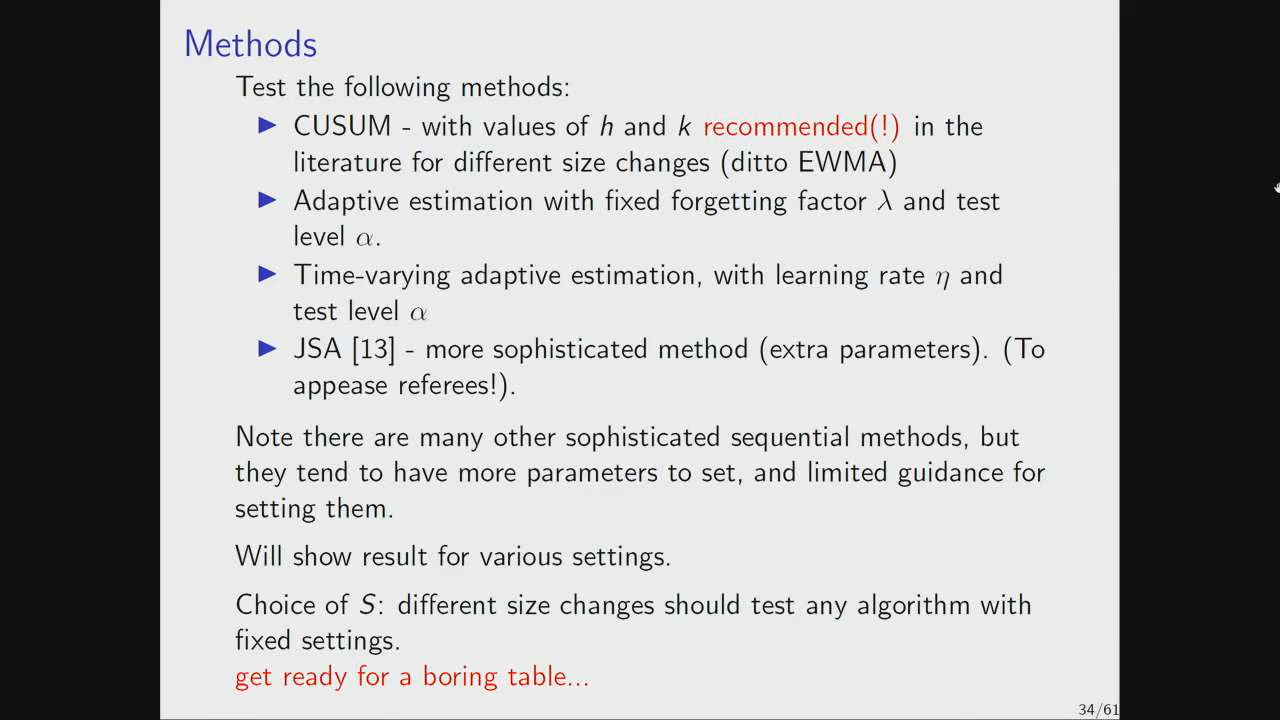 Methods
Test the following methods:
▶ CUSUM - with values of h and k recommended(!) in the
literature for different size changes (ditto EWMA)
▶ Adaptive estimation with fixed forgetting factor λ and test
level α.
▶ Time-varying adaptive estimation, with learning rate η and
test level α
▶ JSA [13] - more sophisticated method (extra parameters). (To
appease referees!).
Note there are many other sophisticated sequential methods, but
they tend to have more parameters to set, and limited guidance for
setting them.
Will show result for various settings.
Choice of S: different size changes should test any algorithm with
fixed settings.
get ready for a boring table...
34/61